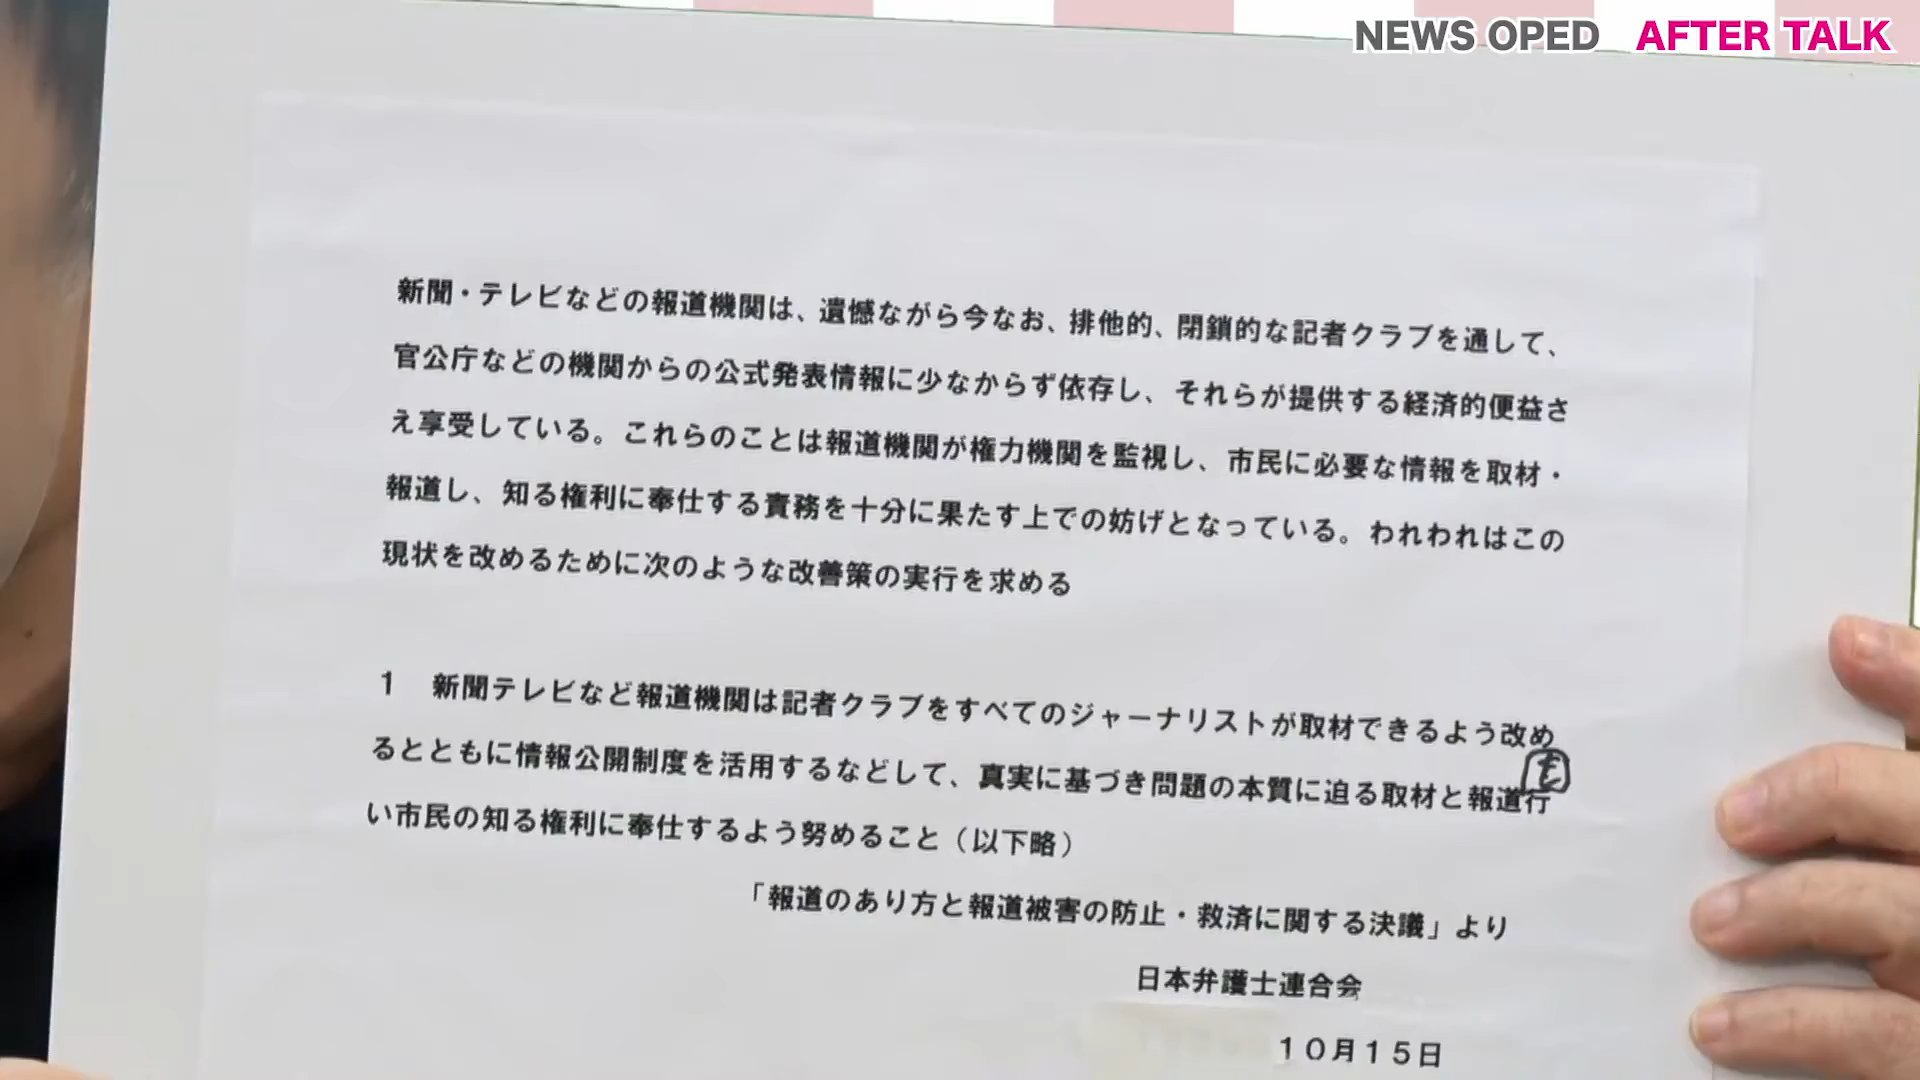 NEWS OPED AFTER TALK
新聞・テレビなどの報道機関は、遺憾ながら今なお、排他的、閉鎖的な記者クラブを通して、
官公庁などの機関からの公式発表情報に少なからず依存し、それらが提供する経済的便益さ
え享受している。これらのことは報道機関が権力機関を監視し、市民に必要な情報を取材・
報道し、知る権利に奉仕する責務を十分に果たす上での妨げとなっている。われわれはこの
現状を改めるために次のような改善策の実行を求める
1 新聞テレビなど報道機関は記者クラブをすべてのジャーナリストが取材できるよう改め
るとともに情報公開制度を活用するなどして、真実に基づき問題の本質に迫る取材と報道行
を
い市民の知る権利に奉仕するよう努めること（以下略）
「報道のあり方と報道被害の防止・救済に関する決議」より
日本弁護士連合会
10月15日